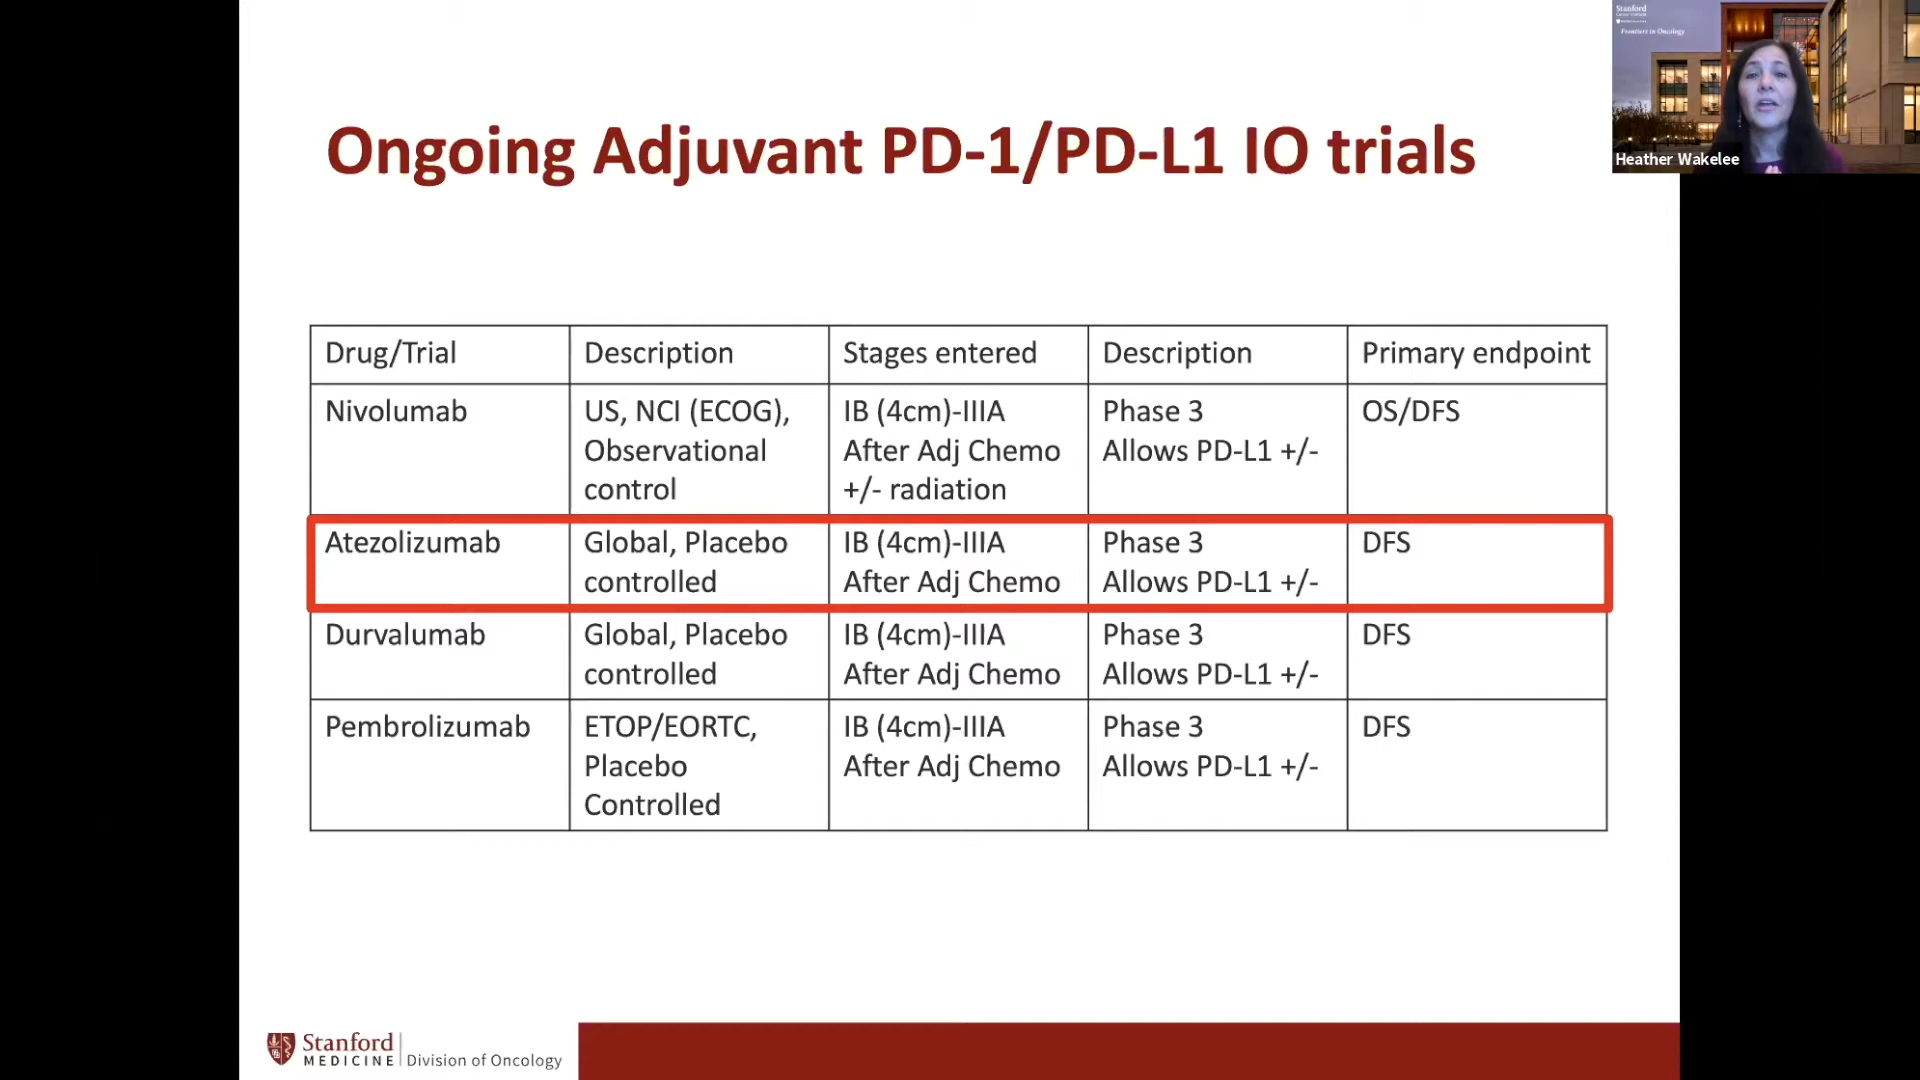 Stanford
Frontiers in Oncology
Heather Wakelee
Ongoing Adjuvant PD-1/PD-L1 IO trials
Drug/Trial Description Stages entered Description Primary endpoint
Nivolumab US, NCI (ECOG), IB (4cm)-IIIA Phase 3 OS/DFS
Observational After Adj Chemo Allows PD-L1 +/-
control +/- radiation
Atezolizumab Global, Placebo IB (4cm)-IIIA Phase 3 DFS
controlled After Adj Chemo Allows PD-L1 +/-
Durvalumab Global, Placebo IB (4cm)-IIIA Phase 3 DFS
controlled After Adj Chemo Allows PD-L1 +/-
Pembrolizumab ETOP/EORTC, IB (4cm)-IIIA Phase 3 DFS
Placebo After Adj Chemo Allows PD-L1 +/-
Controlled
Stanford
MEDICINE Division of Oncology